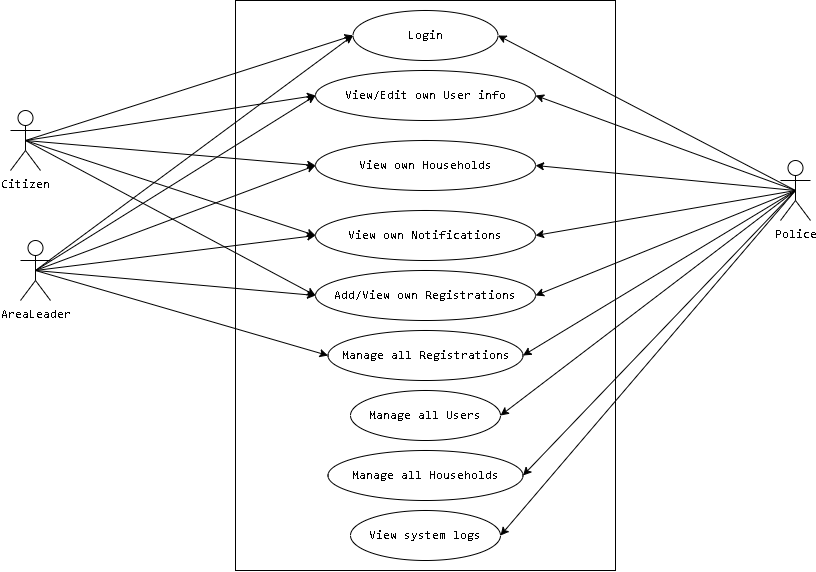 Login
View/Edit own User info
View own Households
Citizen
View own Notifications
Police
Add/View own Registrations
AreaLeader
Manage all Registrations
Manage all Users
Manage all Households
View system logs